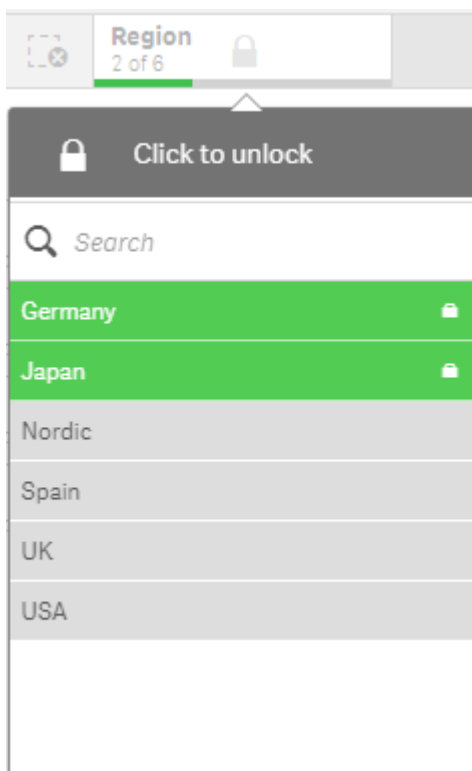 Region
2 of 6
Click to unlock
Search
Germany
Japan
Nordic
Spain
UK
USA